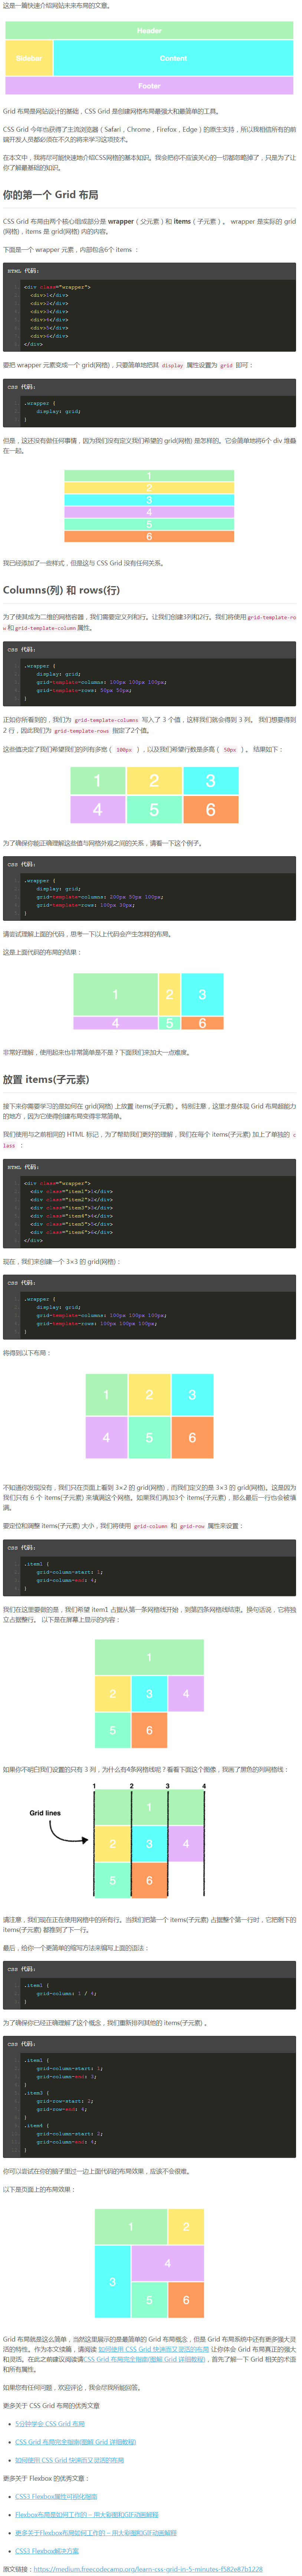 这是一篇快速介绍网站未来布局的文章。
Header
Sidebar
Content
Footer
Grid 布局是网站设计的基础，CSS Grid 是创建网格布局最强大和最简单的工具。
CSS Grid 今年也获得了主流浏览器（Safari，Chrome，Firefox，Edge）的原生支持，所以我相信所有的前
端开发人员都必须在不久的将来学习这项技术。
在本文中，我将尽可能快速地介绍CSS网格的基本知识。我会把你不应该关心的一切都忽略掉了，只是为了让
你了解最基础的知识。
你的第一个 Grid 布局
CSS Grid 布局由两个核心组成部分是 wrapper（父元素）和 items（子元素）。 wrapper 是实际的 grid
(网格)，items 是 grid(网格) 内的内容。
下面是一个 wrapper 元素，内部包含6个 items ：
HTML 代码:
<div class="wrapper">
<div>1</div>
<div>2</div>
<div>3</div>
<div>4</div>
<div>5</div>
<div>6</div>
</div>
要把 wrapper 元素变成一个 grid(网格)，只要简单地把其 display 属性设置为 grid 即可：
CSS 代码:
.wrapper {
display: grid;
}
但是，这还没有做任何事情，因为我们没有定义我们希望的 grid(网格) 是怎样的。它会简单地将6个 div 堆叠
在一起。
1
2
3
4
5
6
我已经添加了一些样式，但是这与 CSS Grid 没有任何关系。
Columns(列) 和 rows(行)
为了使其成为二维的网格容器，我们需要定义列和行。让我们创建3列和2行。我们将使用 grid-template-ro
w 和 grid-template-column 属性。
CSS 代码:
.wrapper {
display: grid;
grid-template-columns: 100px 100px 100px;
grid-template-rows: 50px 50px;
}
正如你所看到的，我们为 grid-template-columns 写入了 3 个值，这样我们就会得到 3 列。 我们想要得到
2 行，因此我们为 grid-template-rows 指定了2个值。
这些值决定了我们希望我们的列有多宽（ 100px ），以及我们希望行数是多高（ 50px ）。 结果如下：
1 2 3
4 5 6
为了确保你能正确理解这些值与网格外观之间的关系，请看一下这个例子。
CSS 代码:
.wrapper {
display: grid;
grid-template-columns: 200px 50px 100px;
grid-template-rows: 100px 30px;
}
请尝试理解上面的代码，思考一下以上代码会产生怎样的布局。
这是上面代码的布局的结果：
1 2 3
4 5 6
非常好理解，使用起来也非常简单是不是？下面我们来加大一点难度。
放置 items(子元素)
接下来你需要学习的是如何在 grid(网格) 上放置 items(子元素) 。特别注意，这里才是体现 Grid 布局超能力
的地方，因为它使得创建布局变得非常简单。
我们使用与之前相同的 HTML 标记，为了帮助我们更好的理解，我们在每个 items(子元素) 加上了单独的 c
lass ：
HTML 代码:
<div class="wrapper">
<div class="item1">1</div>
<div class="item2">2</div>
<div class="item3">3</div>
<div class="item4">4</div>
<div class="item5">5</div>
<div class="item6">6</div>
</div>
现在，我们来创建一个 3×3 的 grid(网格)：
CSS 代码:
.wrapper {
display: grid;
grid-template-columns: 100px 100px 100px;
grid-template-rows: 100px 100px 100px;
}
将得到以下布局：
1 2 3
4 5 6
不知道你发现没有，我们只在页面上看到 3×2 的 grid(网格)，而我们定义的是 3×3 的 grid(网格)。这是因为
我们只有 6 个 items(子元素) 来填满这个网格。如果我们再加3个 items(子元素)，那么最后一行也会被填
满。
要定位和调整 items(子元素) 大小，我们将使用 grid-column 和 grid-row 属性来设置：
CSS 代码:
.item1 {
grid-column-start: 1;
grid-column-end: 4;
}
我们在这里要做的是，我们希望 item1 占据从第一条网格线开始，到第四条网格线结束。换句话说，它将独
立占据整行。 以下是在屏幕上显示的内容：
1
2 3 4
5 6
如果你不明白我们设置的只有 3 列，为什么有4条网格线呢？看看下面这个图像，我画了黑色的列网格线：
1 2 3 4
Grid lines
1
2 3 4
5 6
请注意，我们现在正在使用网格中的所有行。当我们把第一个 items(子元素) 占据整个第一行时，它把剩下的
items(子元素) 都推到了下一行。
最后，给你一个更简单的缩写方法来编写上面的语法：
CSS 代码:
.item1 {
grid-column: 1 / 4;
}
为了确保你已经正确理解了这个概念，我们重新排列其他的 items(子元素) 。
CSS 代码:
.item1 {
grid-column-start: 1;
grid-column-end: 3;
}
.item3 {
grid-row-start: 2;
grid-row-end: 4;
}
.item4 {
grid-column-start: 2;
grid-column-end: 4;
}
你可以尝试在你的脑子里过一边上面代码的布局效果，应该不会很难。
以下是页面上的布局效果：
1 2
3 4
5 6
Grid 布局就是这么简单，当然这里展示的是最简单的 Grid 布局概念，但是 Grid 布局系统中还有更多强大灵
活的特性。作为本文续篇，请阅读 如何使用 CSS Grid 快速而又灵活的布局 让你体会 Grid 布局真正的强大
和灵活。在此之前建议阅读请CSS Grid 布局完全指南(图解 Grid 详细教程)，首先了解一下 Grid 相关的术语
和所有属性。
如果您有任何问题，欢迎评论，我会尽我所能回答。
更多关于 CSS Grid 布局的优秀文章
5分钟学会 CSS Grid 布局
CSS Grid 布局完全指南(图解 Grid 详细教程)
如何使用 CSS Grid 快速而又灵活的布局
更多关于 Flexbox 的优秀文章：
CSS3 Flexbox属性可视化指南
Flexbox布局是如何工作的 – 用大彩图和GIF动画解释
更多关于Flexbox布局如何工作的 – 用大彩图和GIF动画解释
CSS3 Flexbox解决方案
原文链接：https://medium.freecodecamp.org/learn-css-grid-in-5-minutes-f582e87b1228